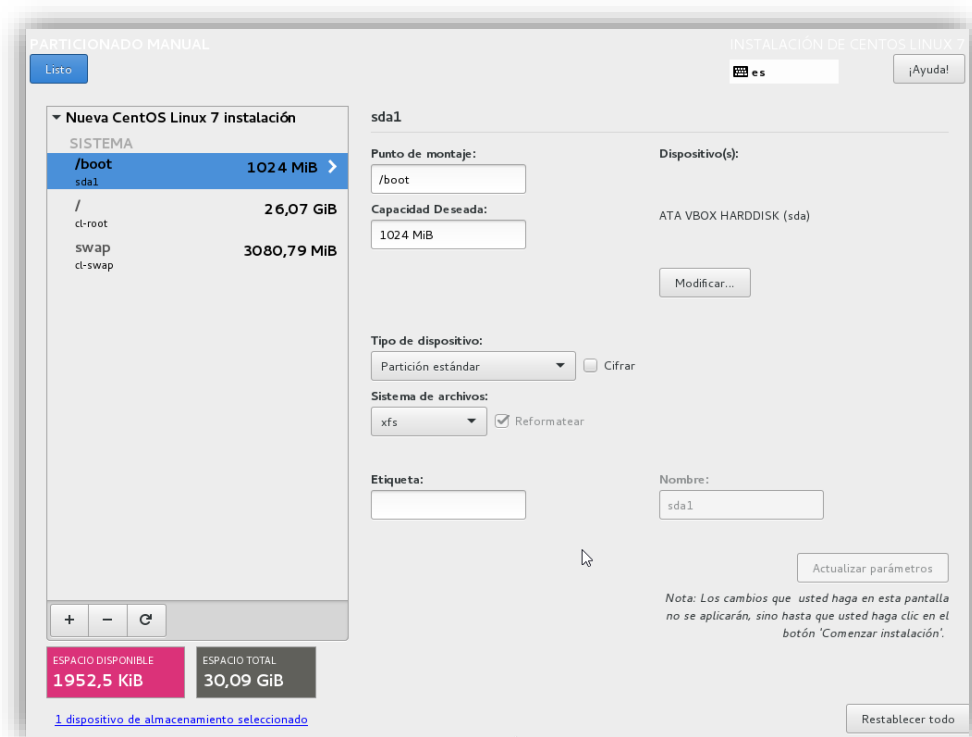 PARTICIONADO MANUAL
INSTALACIÓN DE CENTOS LINUX 7
Listo
es
¡Ayuda!
Nueva CentOS Linux 7 instalación
SISTEMA
/boot 1024 MiB
sda1
/ 26,07 GiB
cl-root
swap 3080,79 MiB
cl-swap
sda1
Punto de montaje:
/boot
Dispositivo(s):
Capacidad Deseada:
1024 MiB
ATA VBOX HARDDISK (sda)
Modificar...
Tipo de dispositivo:
Partición estándar
Cifrar
Sistema de archivos:
xfs
Reformatear
Etiqueta:
Nombre:
sda1
Actualizar parámetros
Nota: Los cambios que usted haga en esta pantalla
no se aplicarán, sino hasta que usted haga clic en el
botón 'Comenzar instalación'.
+ −
ESPACIO DISPONIBLE
1952,5 KiB
ESPACIO TOTAL
30,09 GiB
1 dispositivo de almacenamiento seleccionado
Restablecer todo